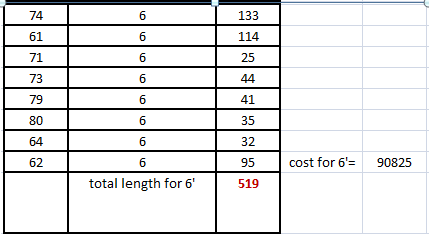 74 6 133
61 6 114
71 6 25
73 6 44
79 6 41
80 6 35
64 6 32
62 6 95 cost for 6'= 90825
total length for 6' 519